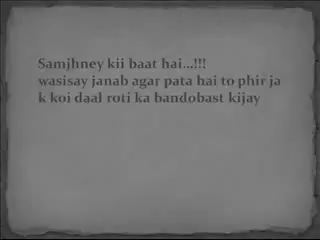 Samjhney kii baat hai...!!!
wasisay janab agar pata hai to phir ja
k koi daal roti ka bandobast kijay